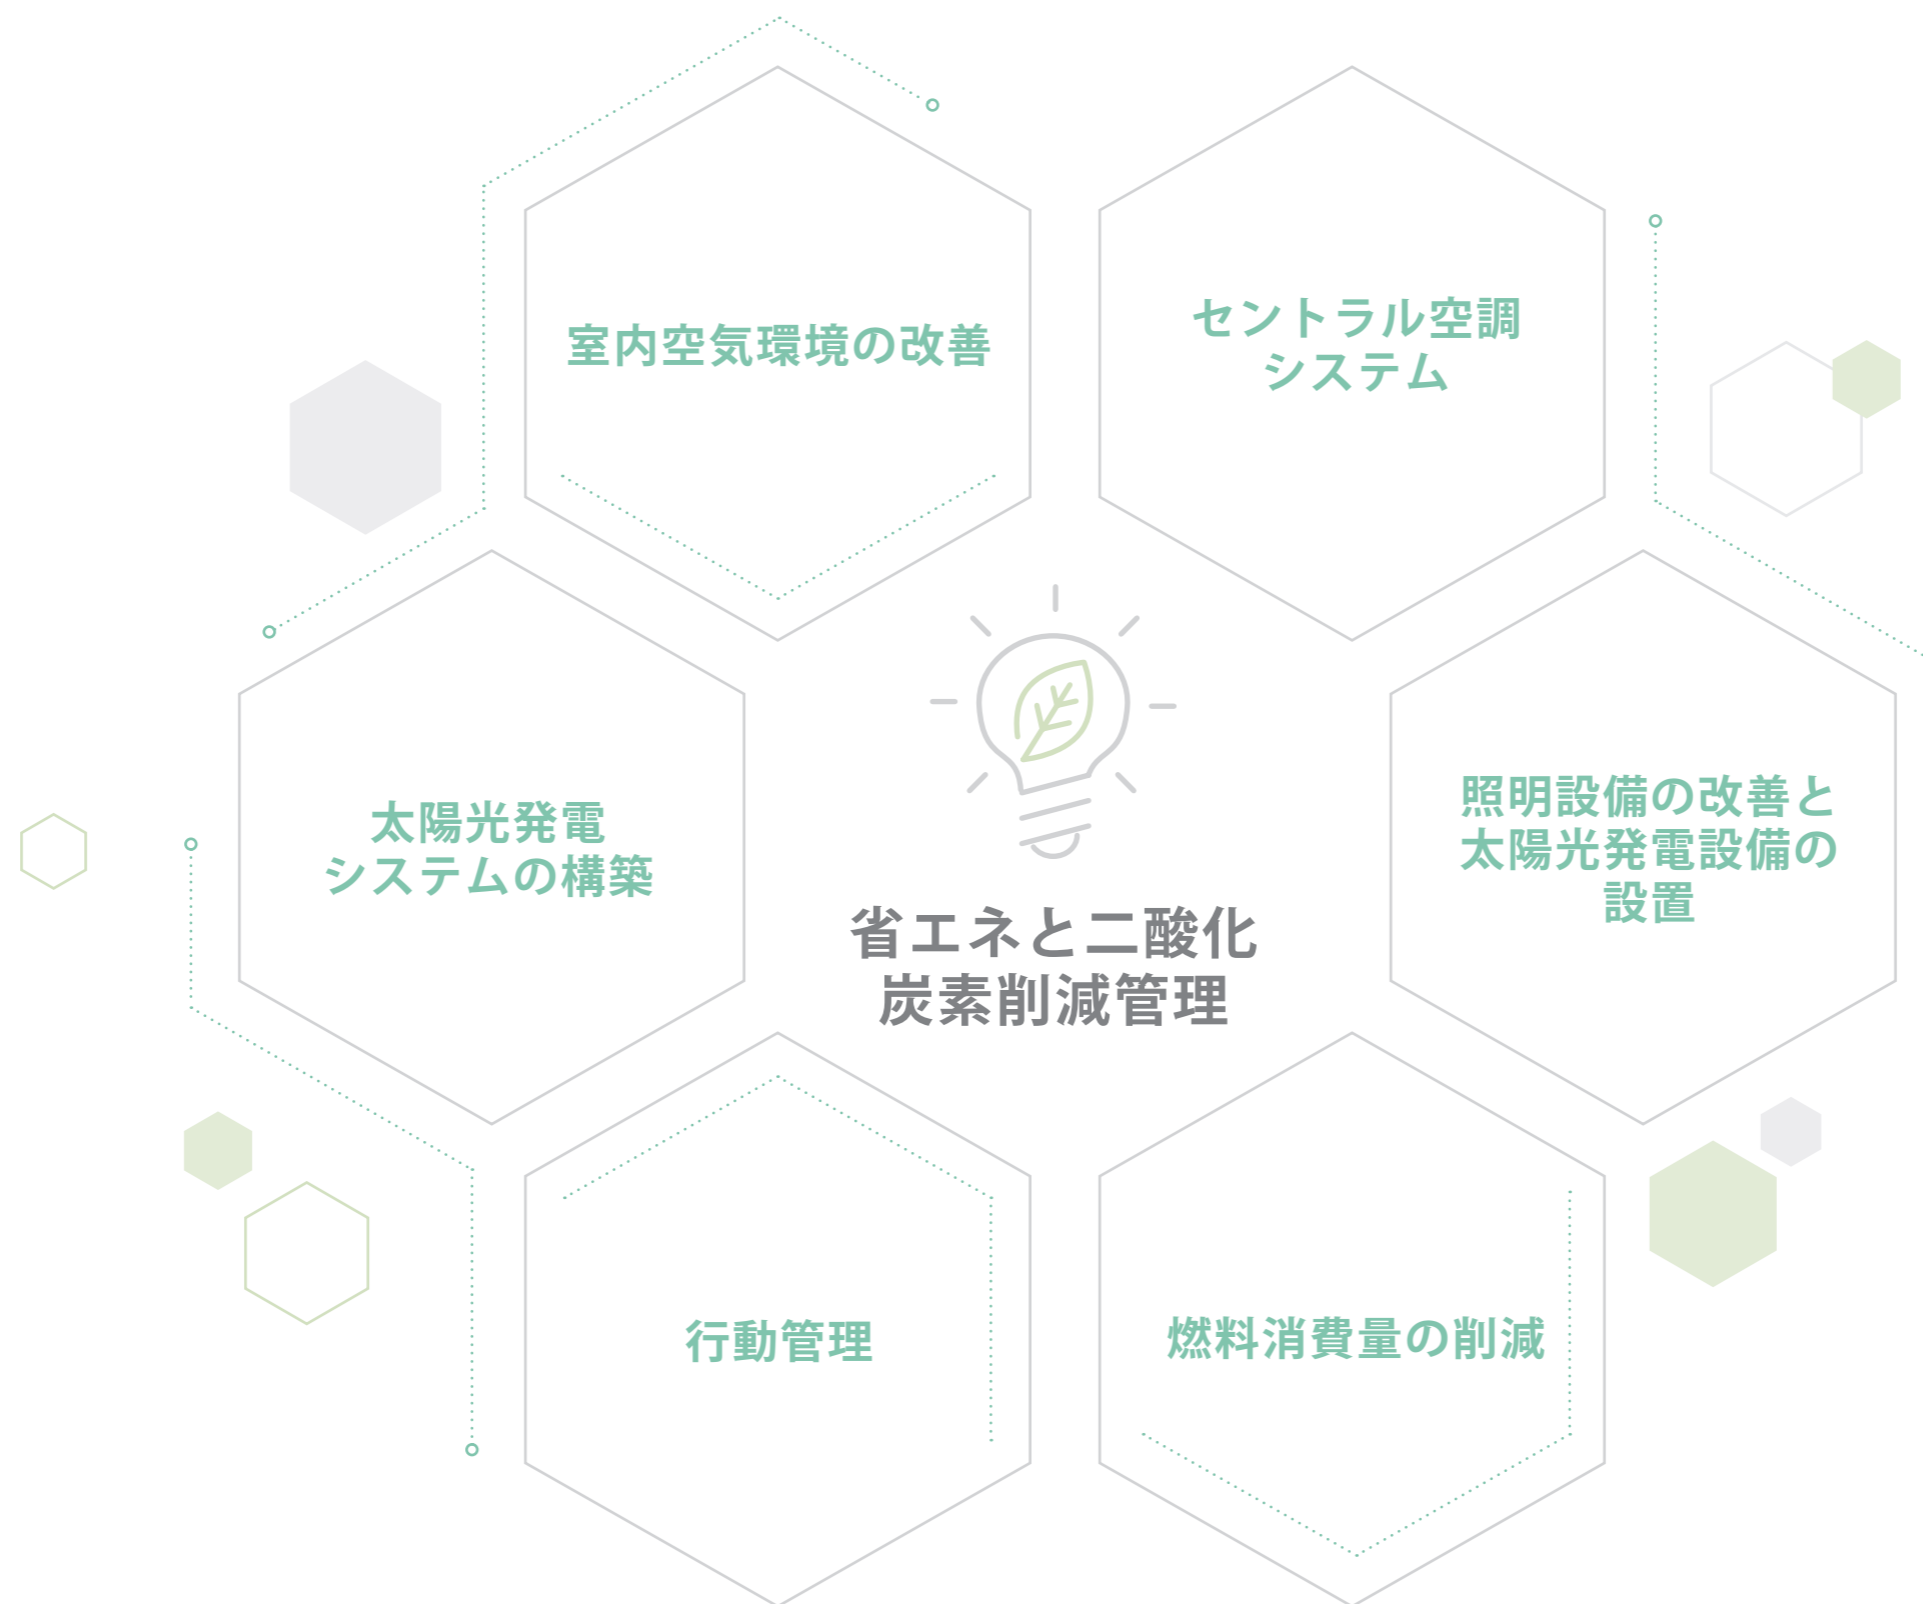 室内空気環境の改善
セントラル空調
システム
太陽光発電
システムの構築
照明設備の改善と
太陽光発電設備の
設置
省エネと二酸化
炭素削減管理
行動管理
燃料消費量の削減